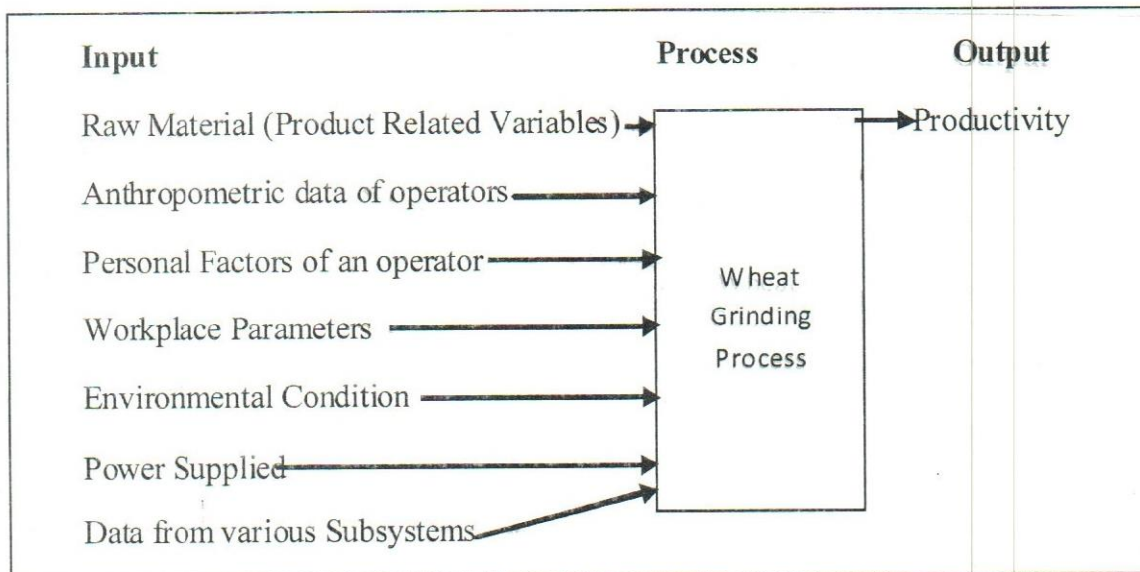 Input Process Output
Raw Material (Product Related Variables) Productivity
Anthropometric data of operators
Personal Factors of an operator
Workplace Parameters
Environmental Condition
Power Supplied
Data from various Subsystems
Wheat
Grinding
Process